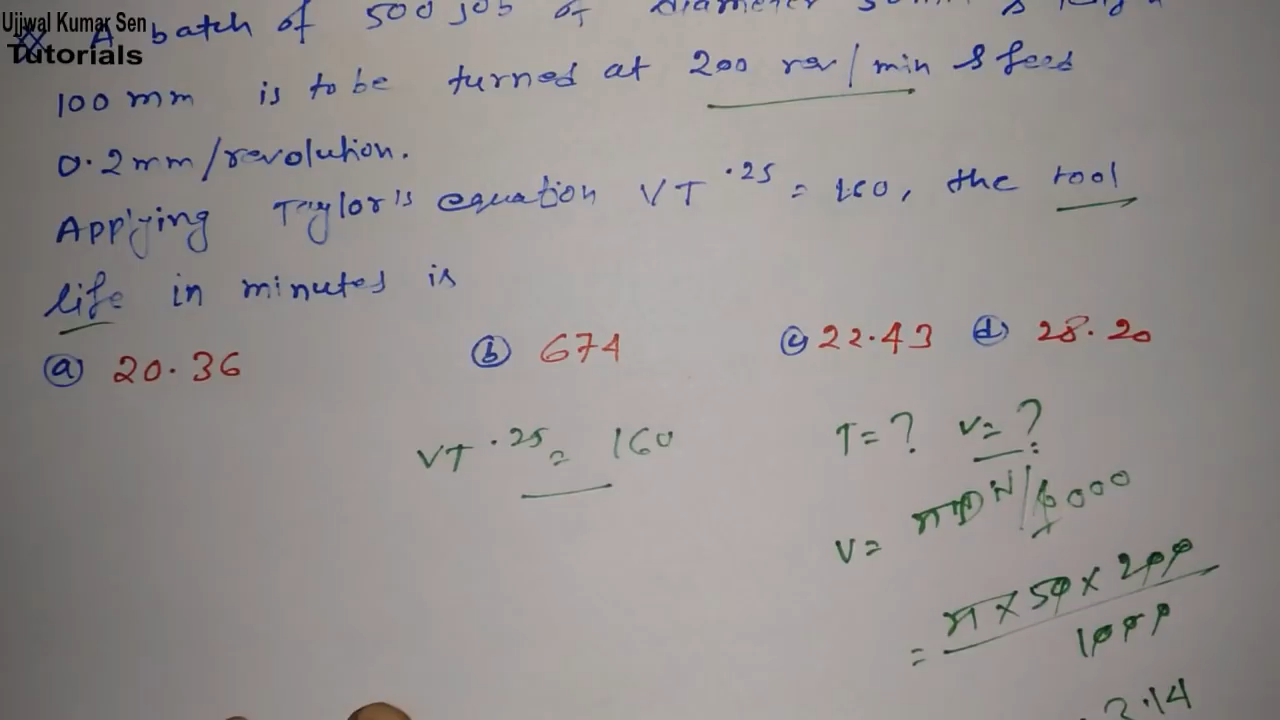 Ujjwal Kumar Sen
Tutorials
A batch of 500 job of diameter 50mm &
100 mm is to be turned at 200 rev/min & feed
0.2mm/revolution.
Applying Taylor's equation VT^.25 = 160, the tool
life in minutes is
(a) 20.36 (b) 674 (c) 22.43 (d) 28.20
VT^.25 = 160
T = ? V = ?
V = πDN/1000
= π × 50 × 200
1000
3.14